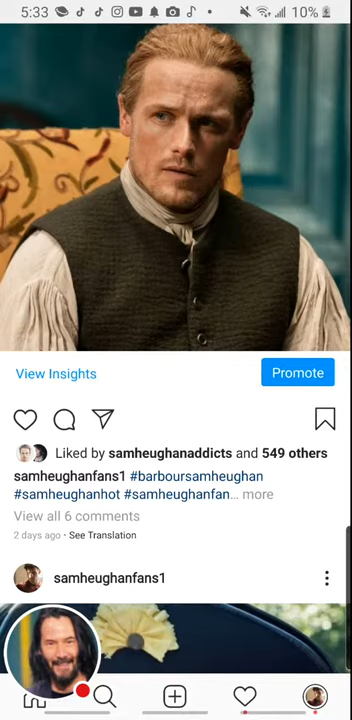 5:33
10%
View Insights
Promote
Liked by samheughanaddicts and 549 others
samheughanfans1 #barboursamheughan
#samheughanhot #samheughanfan... more
View all 6 comments
2 days ago • See Translation
samheughanfans1